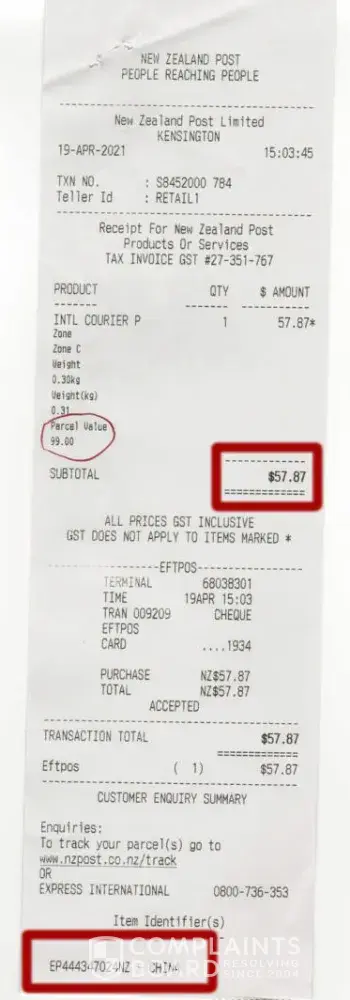 NEW ZEALAND POST
PEOPLE REACHING PEOPLE
New Zealand Post Limited
KENSINGTON
19-APR-2021 15:03:45
TXN NO. : S8452000 784
Teller Id : RETAIL1
Receipt For New Zealand Post
Products Or Services
TAX INVOICE GST #27-351-767
PRODUCT QTY $ AMOUNT
INTL COURIER P 1 57.87*
Zone
Zone C
Weight
0.30kg
Weight(kg)
0.31
Parcel Value
99.00
SUBTOTAL $57.87
ALL PRICES GST INCLUSIVE
GST DOES NOT APPLY TO ITEMS MARKED *
EFTPOS
TERMINAL 68038301
TIME 19APR 15:03
TRAN 009209 CHEQUE
EFTPOS
CARD ....1934
PURCHASE NZ$57.87
TOTAL NZ$57.87
ACCEPTED
TRANSACTION TOTAL $57.87
Eftpos ( 1) $57.87
CUSTOMER ENQUIRY SUMMARY
Enquiries:
To track your parcel(s) go to
www.nzpost.co.nz/track
OR
EXPRESS INTERNATIONAL 0800-736-353
Item Identifier(s)
EP444347024NZ CHINA
COMPLAINTS
BOARD RESOLVING
SINCE 2004